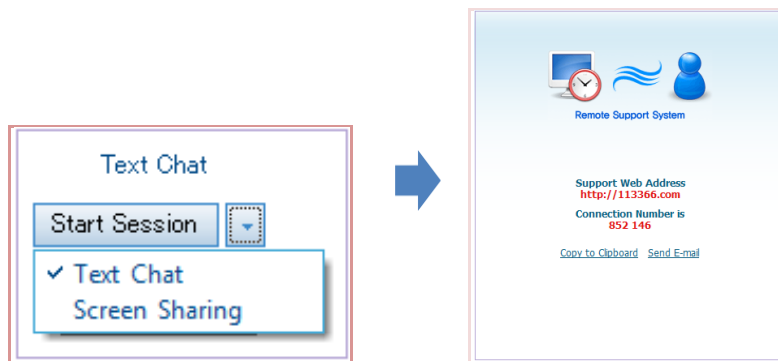 Text Chat
Start Session
Text Chat
Screen Sharing
Remote Support System
Support Web Address
http://113366.com
Connection Number is
852 146
Copy to Clipboard Send E-mail